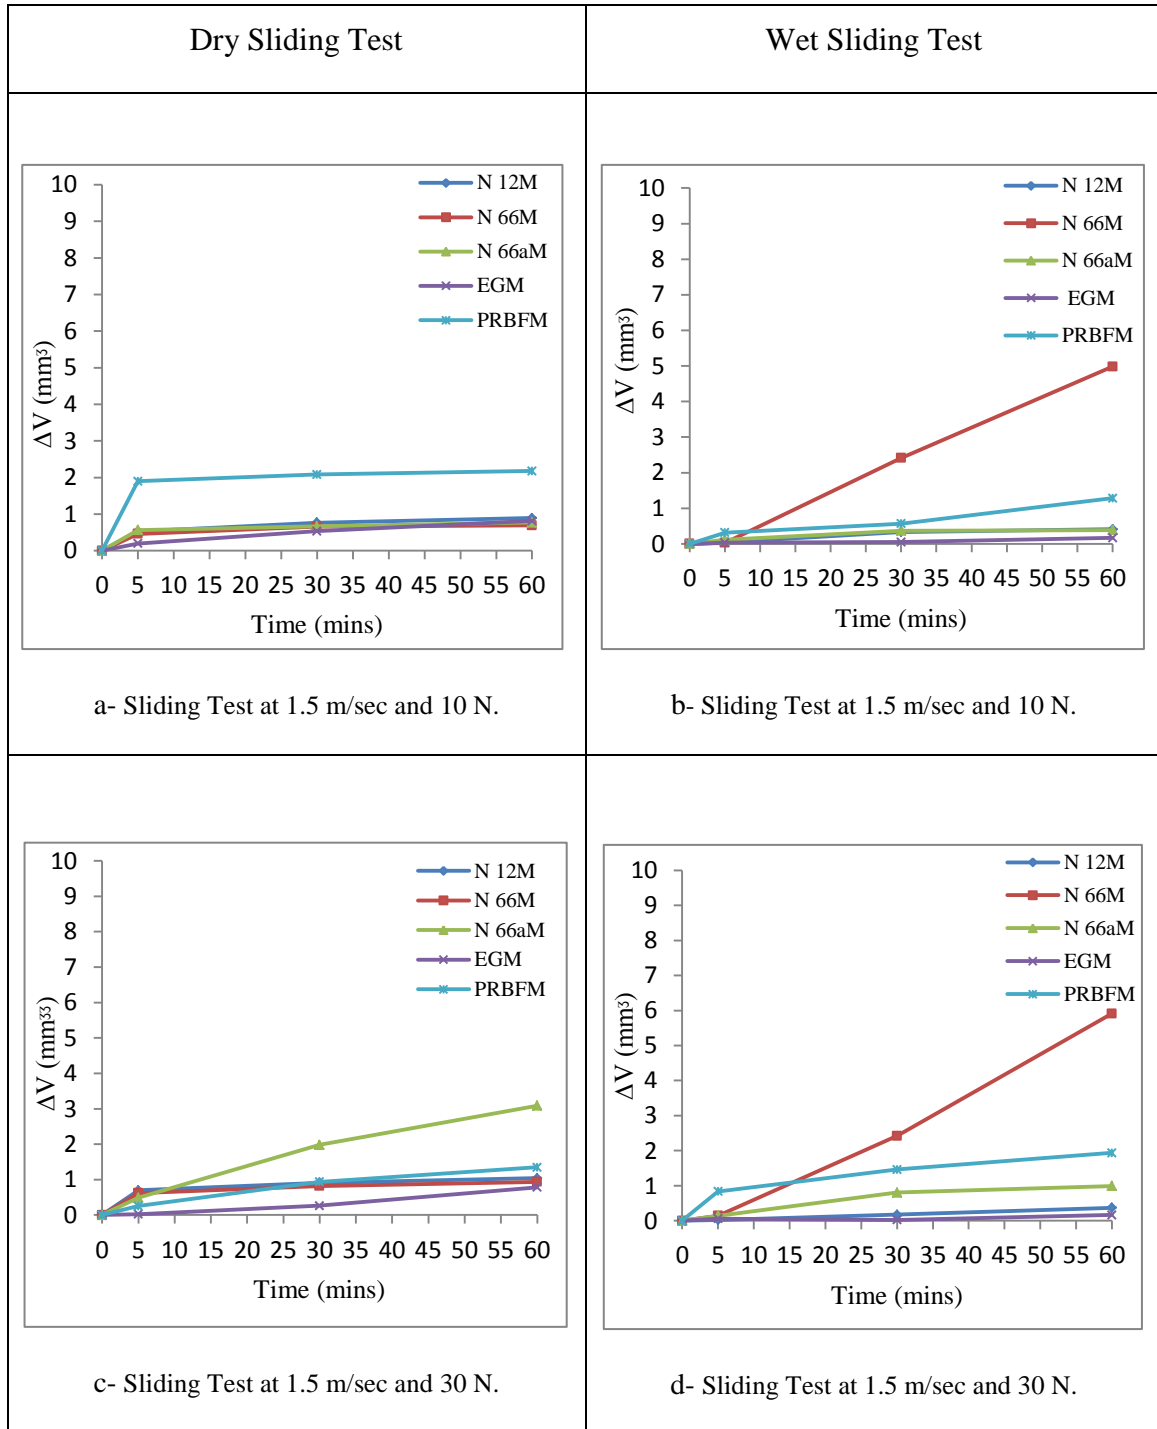 Dry Sliding Test
Wet Sliding Test
N 12M
N 66M
N 66aM
EGM
PRBFM
10
9
8
7
6
5
4
3
2
1
0
ΔV (mm³)
0 5 10 15 20 25 30 35 40 45 50 55 60
Time (mins)
a- Sliding Test at 1.5 m/sec and 10 N.
N 12M
N 66M
N 66aM
EGM
PRBFM
10
9
8
7
6
5
4
3
2
1
0
ΔV (mm³)
0 5 10 15 20 25 30 35 40 45 50 55 60
Time (mins)
b- Sliding Test at 1.5 m/sec and 10 N.
N 12M
N 66M
N 66aM
EGM
PRBFM
10
9
8
7
6
5
4
3
2
1
0
ΔV (mm³³)
0 5 10 15 20 25 30 35 40 45 50 55 60
Time (mins)
c- Sliding Test at 1.5 m/sec and 30 N.
N 12M
N 66M
N 66aM
EGM
PRBFM
10
9
8
7
6
5
4
3
2
1
0
ΔV (mm³)
0 5 10 15 20 25 30 35 40 45 50 55 60
Time (mins)
d- Sliding Test at 1.5 m/sec and 30 N.